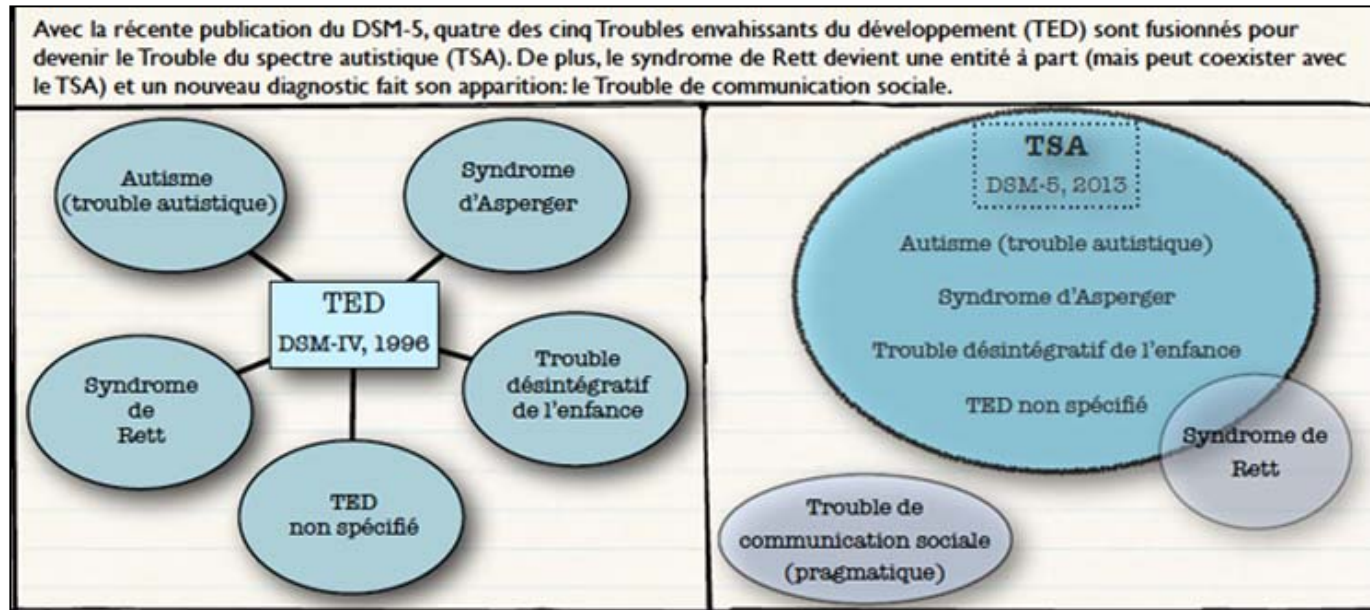 Avec la récente publication du DSM-5, quatre des cinq Troubles envahissants du développement (TED) sont fusionnés pour
devenir le Trouble du spectre autistique (TSA). De plus, le syndrome de Rett devient une entité à part (mais peut coexister avec
le TSA) et un nouveau diagnostic fait son apparition: le Trouble de communication sociale.
Autisme
(trouble autistique)
Syndrome
d'Asperger
TED
DSM-IV, 1996
Syndrome
de
Rett
Trouble
désintégratif
de l'enfance
TED
non spécifié
TSA
DSM-5, 2013
Autisme (trouble autistique)
Syndrome d'Asperger
Trouble désintégratif de l'enfance
TED non spécifié
Syndrome de
Rett
Trouble de
communication sociale
(pragmatique)